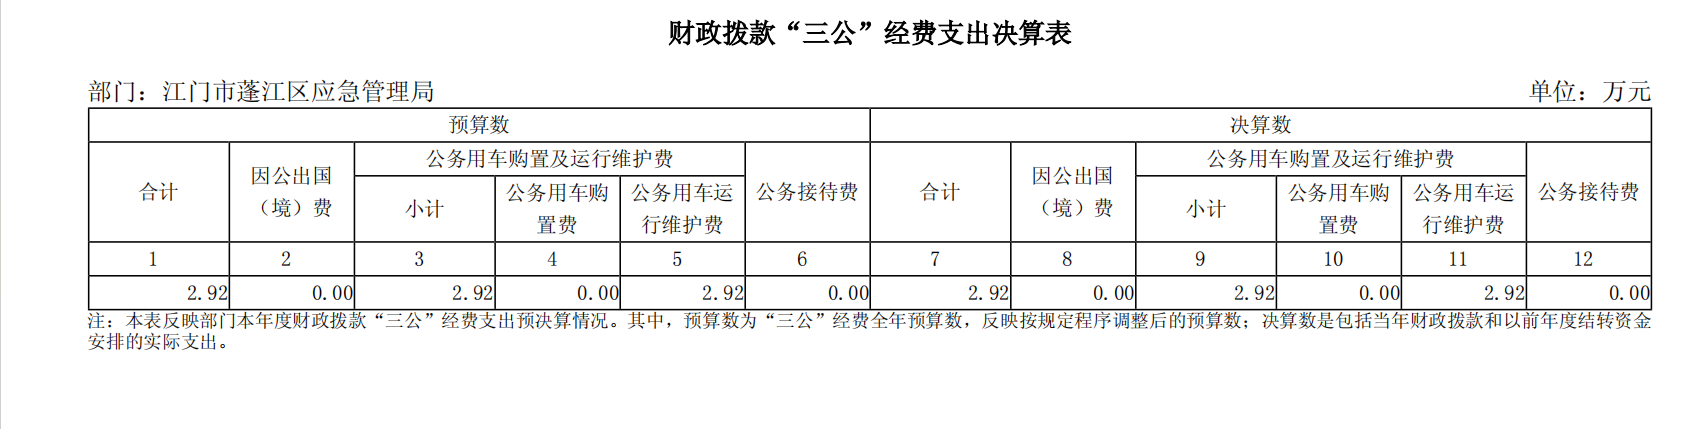 财政拨款“三公”经费支出决算表
部门：江门市蓬江区应急管理局 单位：万元
预算数 决算数
合计 因公出国（境）费 公务用车购置及运行维护费 公务接待费 合计 因公出国（境）费 公务用车购置及运行维护费 公务接待费
小计 公务用车购置费 公务用车运行维护费 小计 公务用车购置费 公务用车运行维护费
1 2 3 4 5 6 7 8 9 10 11 12
2.92 0.00 2.92 0.00 2.92 0.00 2.92 0.00 2.92 0.00 2.92 0.00
注：本表反映部门本年度财政拨款“三公”经费支出预决算情况。其中，预算数为“三公”经费全年预算数，反映按规定程序调整后的预算数；决算数是包括当年财政拨款和以前年度结转资金
安排的实际支出。